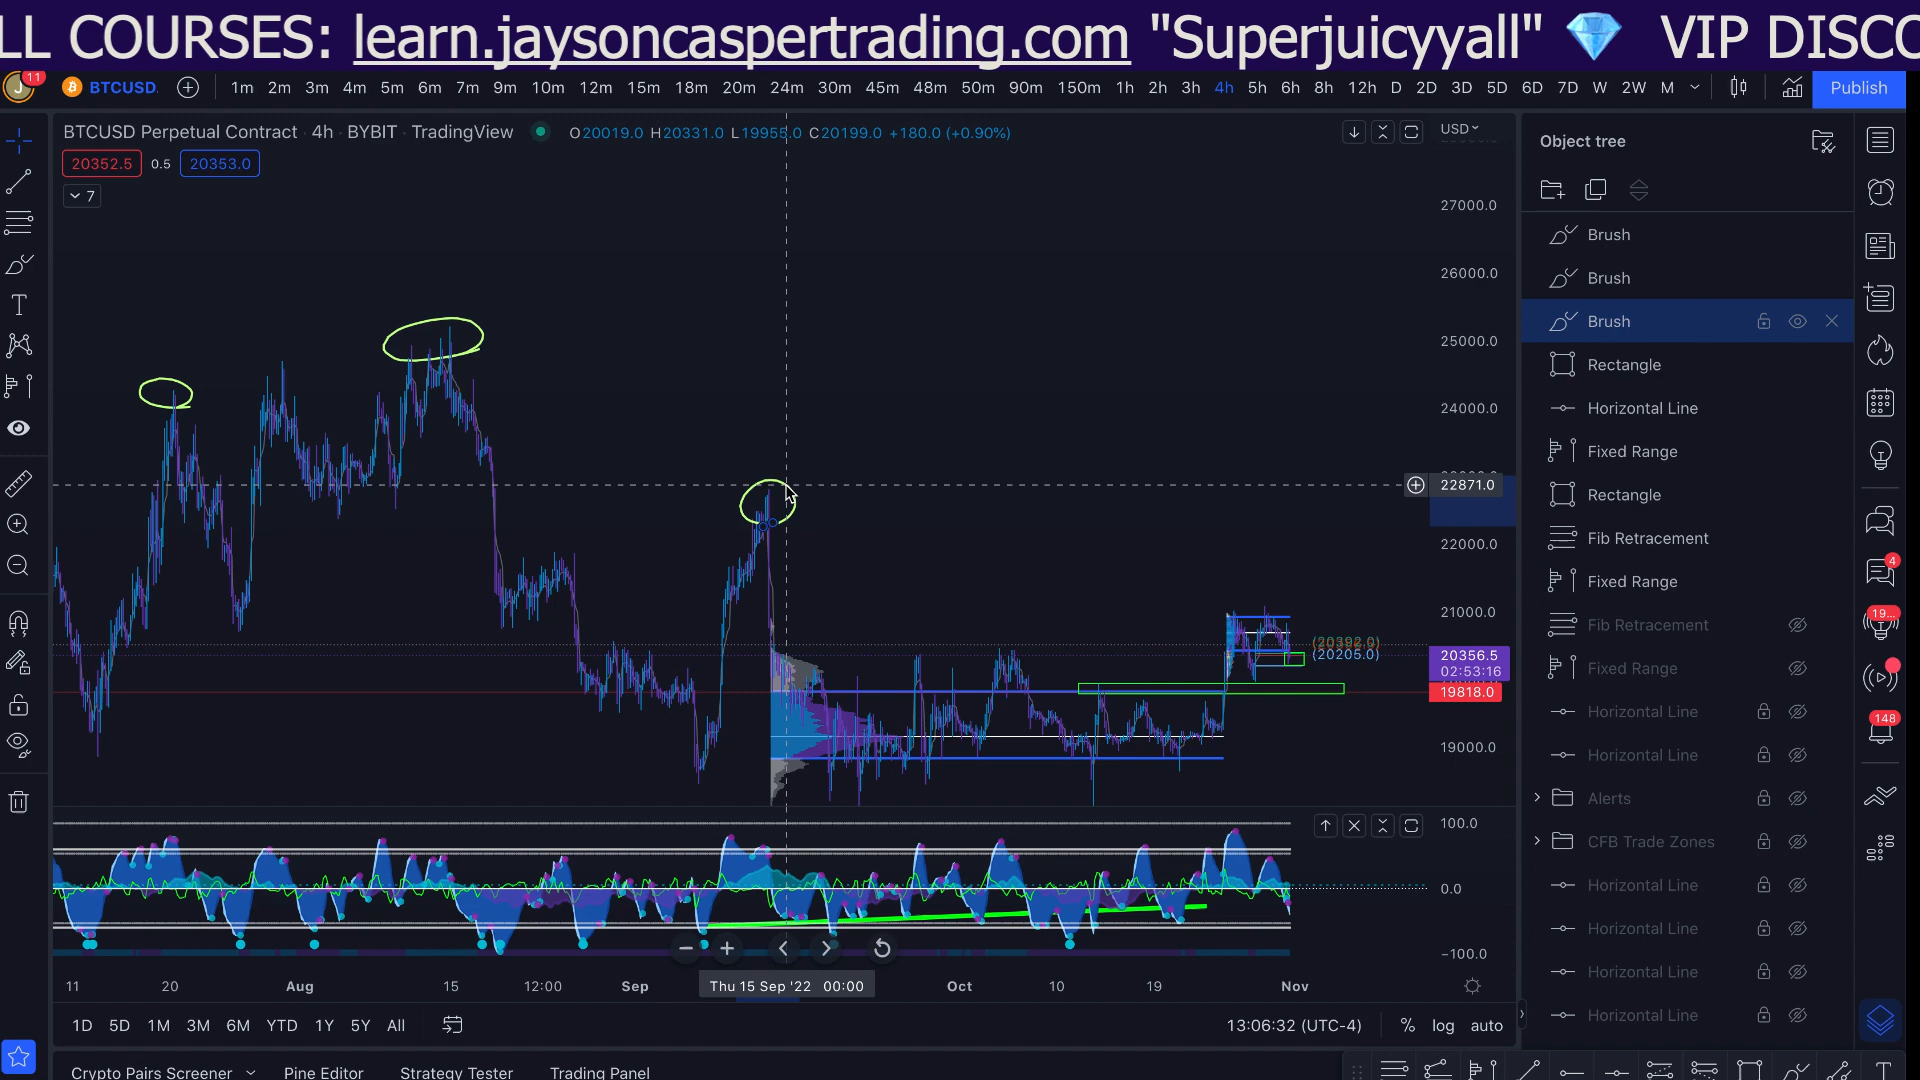 LL COURSES: learn.jaysoncaspertrading.com "Superjuicyyall" 💎 VIP DISCO
J 11 BTCUSD 1m 2m 3m 4m 5m 6m 7m 9m 10m 12m 15m 18m 20m 24m 30m 45m 48m 50m 90m 150m 1h 2h 3h 4h 5h 6h 8h 12h D 2D 3D 5D 6D 7D W 2W M Publish
BTCUSD Perpetual Contract · 4h · BYBIT · TradingView O20019.0 H20331.0 L19955.0 C20199.0 +180.0 (+0.90%) USD
20352.5 0.5 20353.0
7
27000.0
26000.0
25000.0
24000.0
22871.0
22000.0
21000.0
(20392.0)
(20205.0)
20356.5
02:53:16
19818.0
19000.0
100.0
0.0
−100.0
11 20 Aug 15 12:00 Sep Thu 15 Sep '22 00:00 Oct 10 19 Nov
1D 5D 1M 3M 6M YTD 1Y 5Y All 13:06:32 (UTC-4) % log auto
Crypto Pairs Screener Pine Editor Strategy Tester Trading Panel
Object tree
Brush
Brush
Brush
Rectangle
Horizontal Line
Fixed Range
Rectangle
Fib Retracement
Fixed Range
Fib Retracement
Fixed Range
Horizontal Line
Horizontal Line
Alerts
CFB Trade Zones
Horizontal Line
Horizontal Line
Horizontal Line
Horizontal Line
4
19...
148